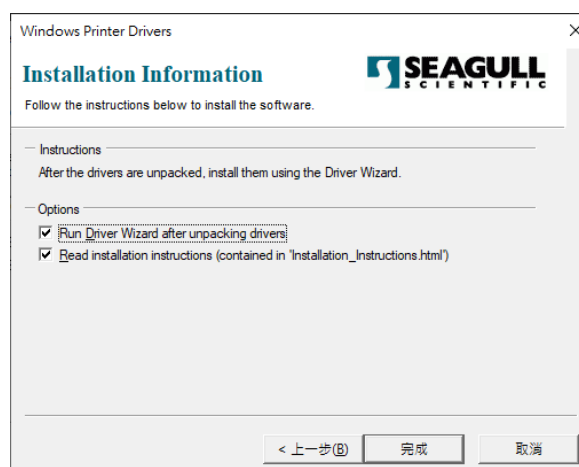 Windows Printer Drivers
Installation Information
SEAGULL
SCIENTIFIC
Follow the instructions below to install the software.
Instructions
After the drivers are unpacked, install them using the Driver Wizard.
Options
Run Driver Wizard after unpacking drivers
Read installation instructions (contained in 'Installation_Instructions.html')
< 上一步(B)
完成
取消